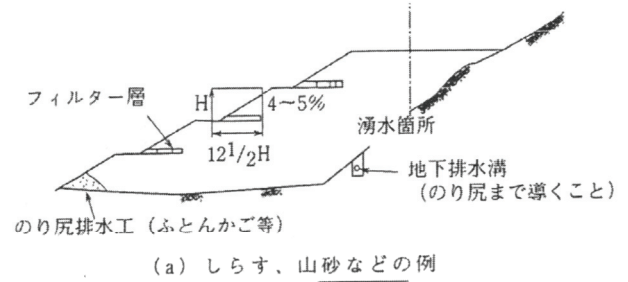 フィルター層
H
4～5%
12 1/2H
湧水箇所
地下排水溝
(のり尻まで導くこと)
のり尻排水工 (ふとんかご等)
(a) しらす、山砂などの例